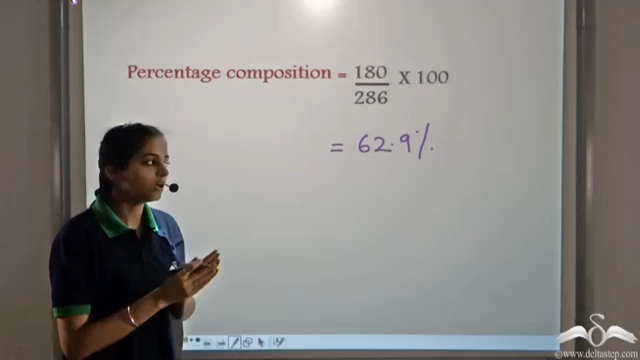 Percentage composition = 180/286 X 100
= 62.9%
©www.deltastep.com